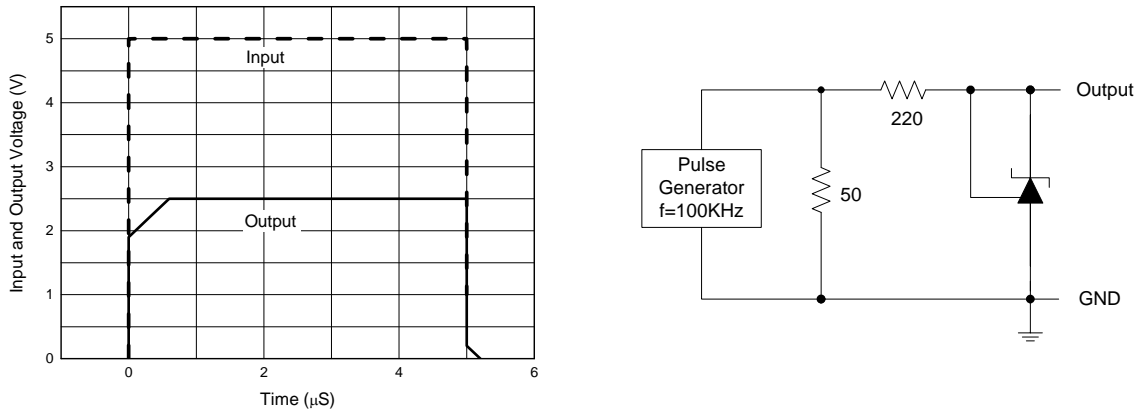 Input and Output Voltage (V)
5
4
3
2
1
0
Input
Output
0
2
4
6
Time (μS)
Pulse
Generator
f=100KHz
50
220
Output
GND